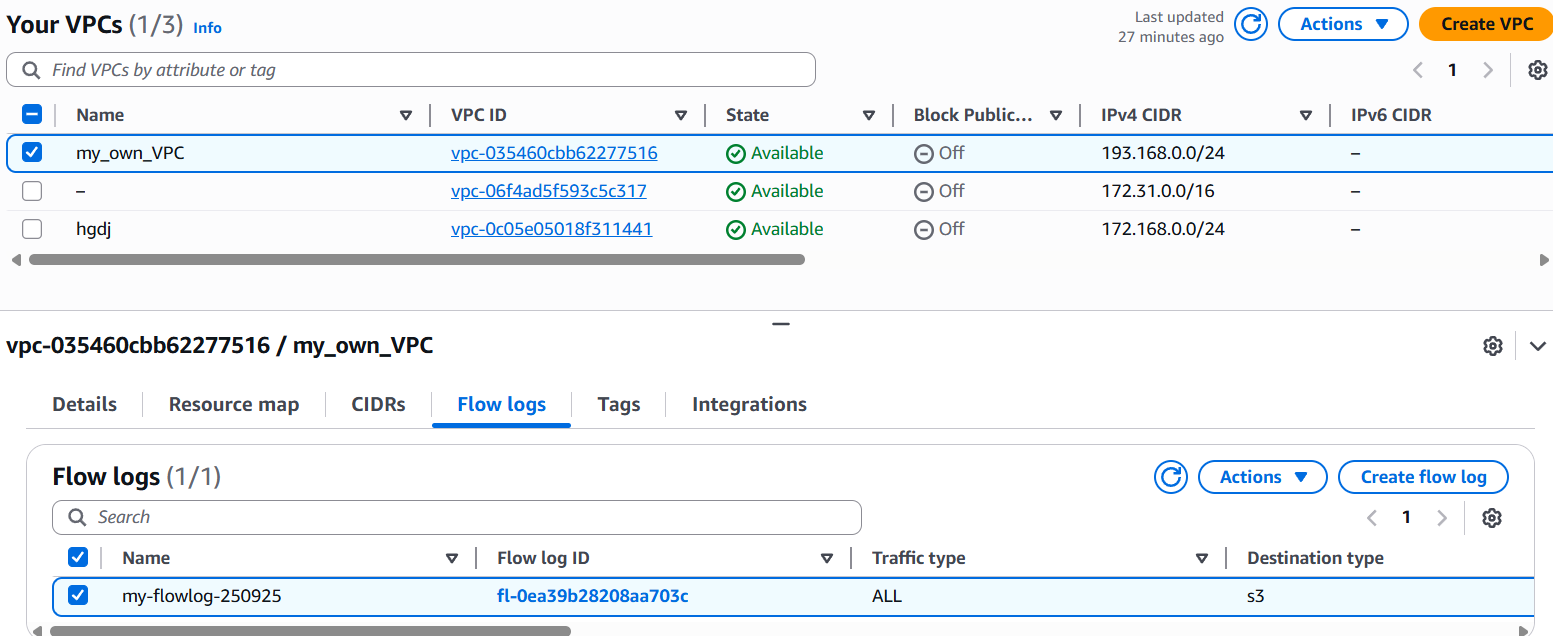 Your VPCs (1/3) Info
Last updated
27 minutes ago
Actions
Create VPC
Find VPCs by attribute or tag
1
Name VPC ID State Block Public... IPv4 CIDR IPv6 CIDR
my_own_VPC vpc-035460cbb62277516 Available Off 193.168.0.0/24 –
– vpc-06f4ad5f593c5c317 Available Off 172.31.0.0/16 –
hgdj vpc-0c05e05018f311441 Available Off 172.168.0.0/24 –
vpc-035460cbb62277516 / my_own_VPC
Details Resource map CIDRs Flow logs Tags Integrations
Flow logs (1/1)
Actions
Create flow log
Search
1
Name Flow log ID Traffic type Destination type
my-flowlog-250925 fl-0ea39b28208aa703c ALL s3